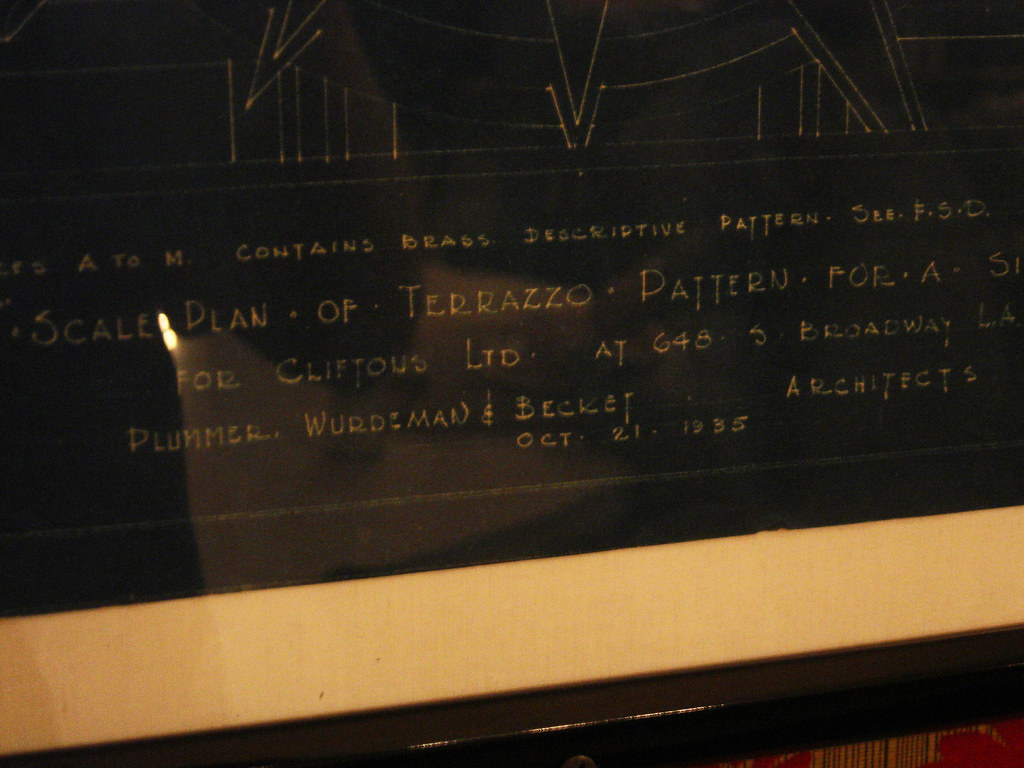 A TO M. CONTAINS BRASS. DESCRIPTIVE PATTERN. SEE. F.S.D.
" · SCALE PLAN · OF · TERRAZZO · PATTERN · FOR · A · SI
FOR CLIFTONS LTD · AT 648 · S · BROADWAY L.A.
PLUMMER, WURDEMAN & BECKET . ARCHITECTS
OCT · 21 · 1935